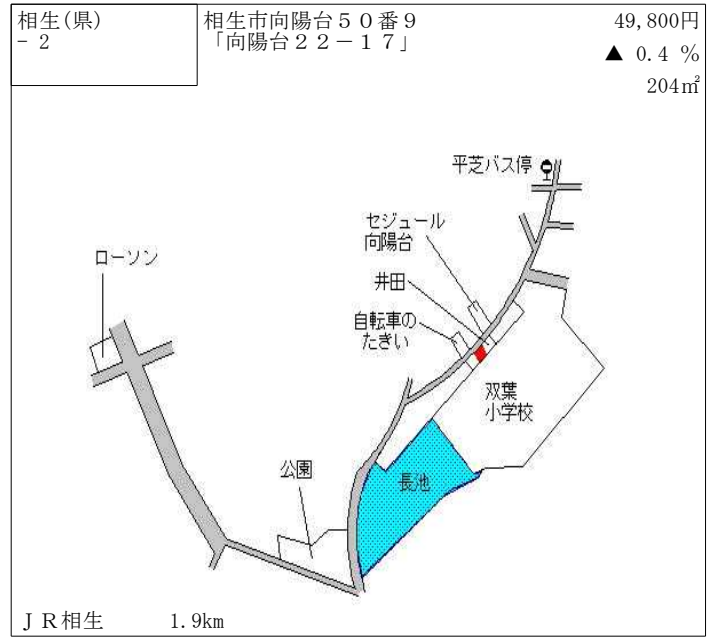 相生(県)
- 2
相生市向陽台５０番９
「向陽台２２－１７」
49,800円
▲ 0.4 %
204㎡
平芝バス停
セジュール
向陽台
ローソン
井田
自転車の
たきい
双葉
小学校
長池
公園
ＪＲ相生 1.9km